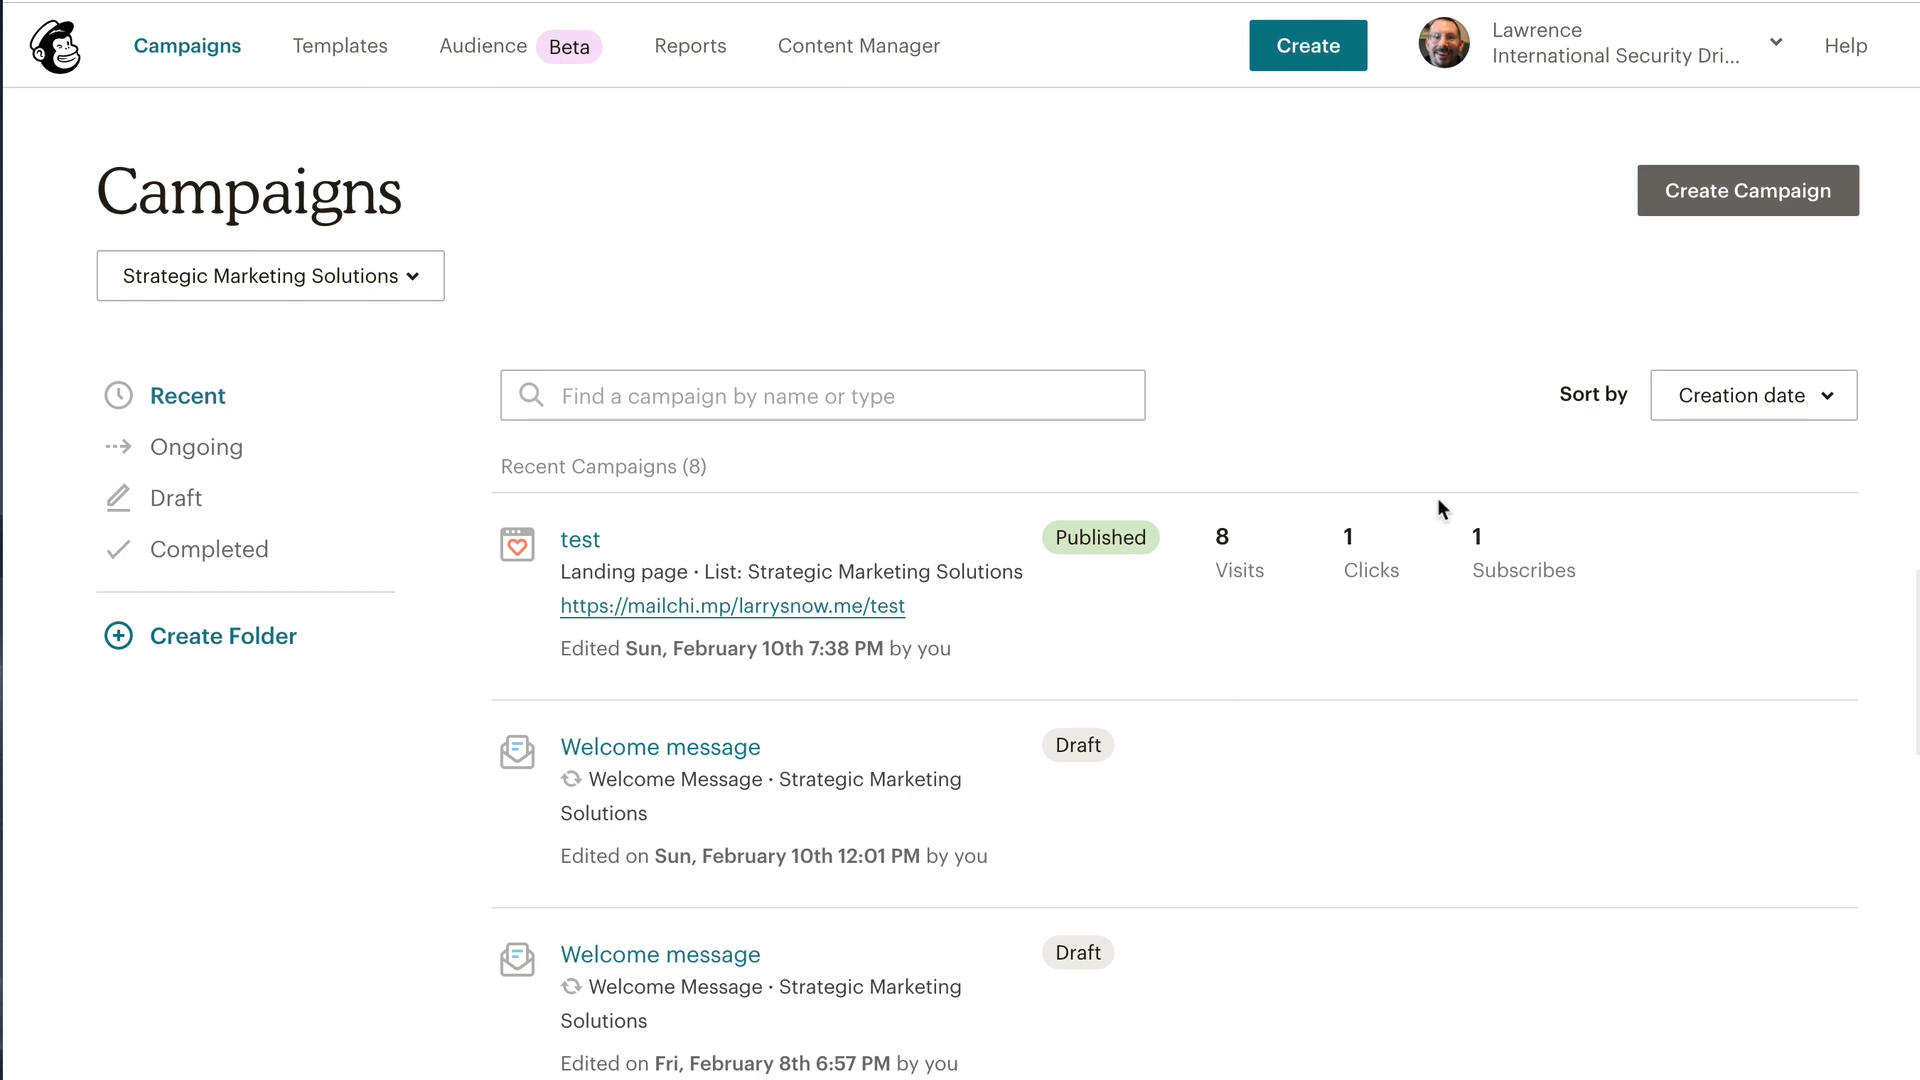 Campaigns
Templates
Audience
Beta
Reports
Content Manager
Create
Lawrence
International Security Dri...
Help
Campaigns
Create Campaign
Strategic Marketing Solutions
Recent
Ongoing
Draft
Completed
Create Folder
Find a campaign by name or type
Sort by
Creation date
Recent Campaigns (8)
test
Published
8
Visits
1
Clicks
1
Subscribes
Landing page · List: Strategic Marketing Solutions
https://mailchi.mp/larrysnow.me/test
Edited Sun, February 10th 7:38 PM by you
Welcome message
Draft
Welcome Message · Strategic Marketing
Solutions
Edited on Sun, February 10th 12:01 PM by you
Welcome message
Draft
Welcome Message · Strategic Marketing
Solutions
Edited on Fri, February 8th 6:57 PM by you